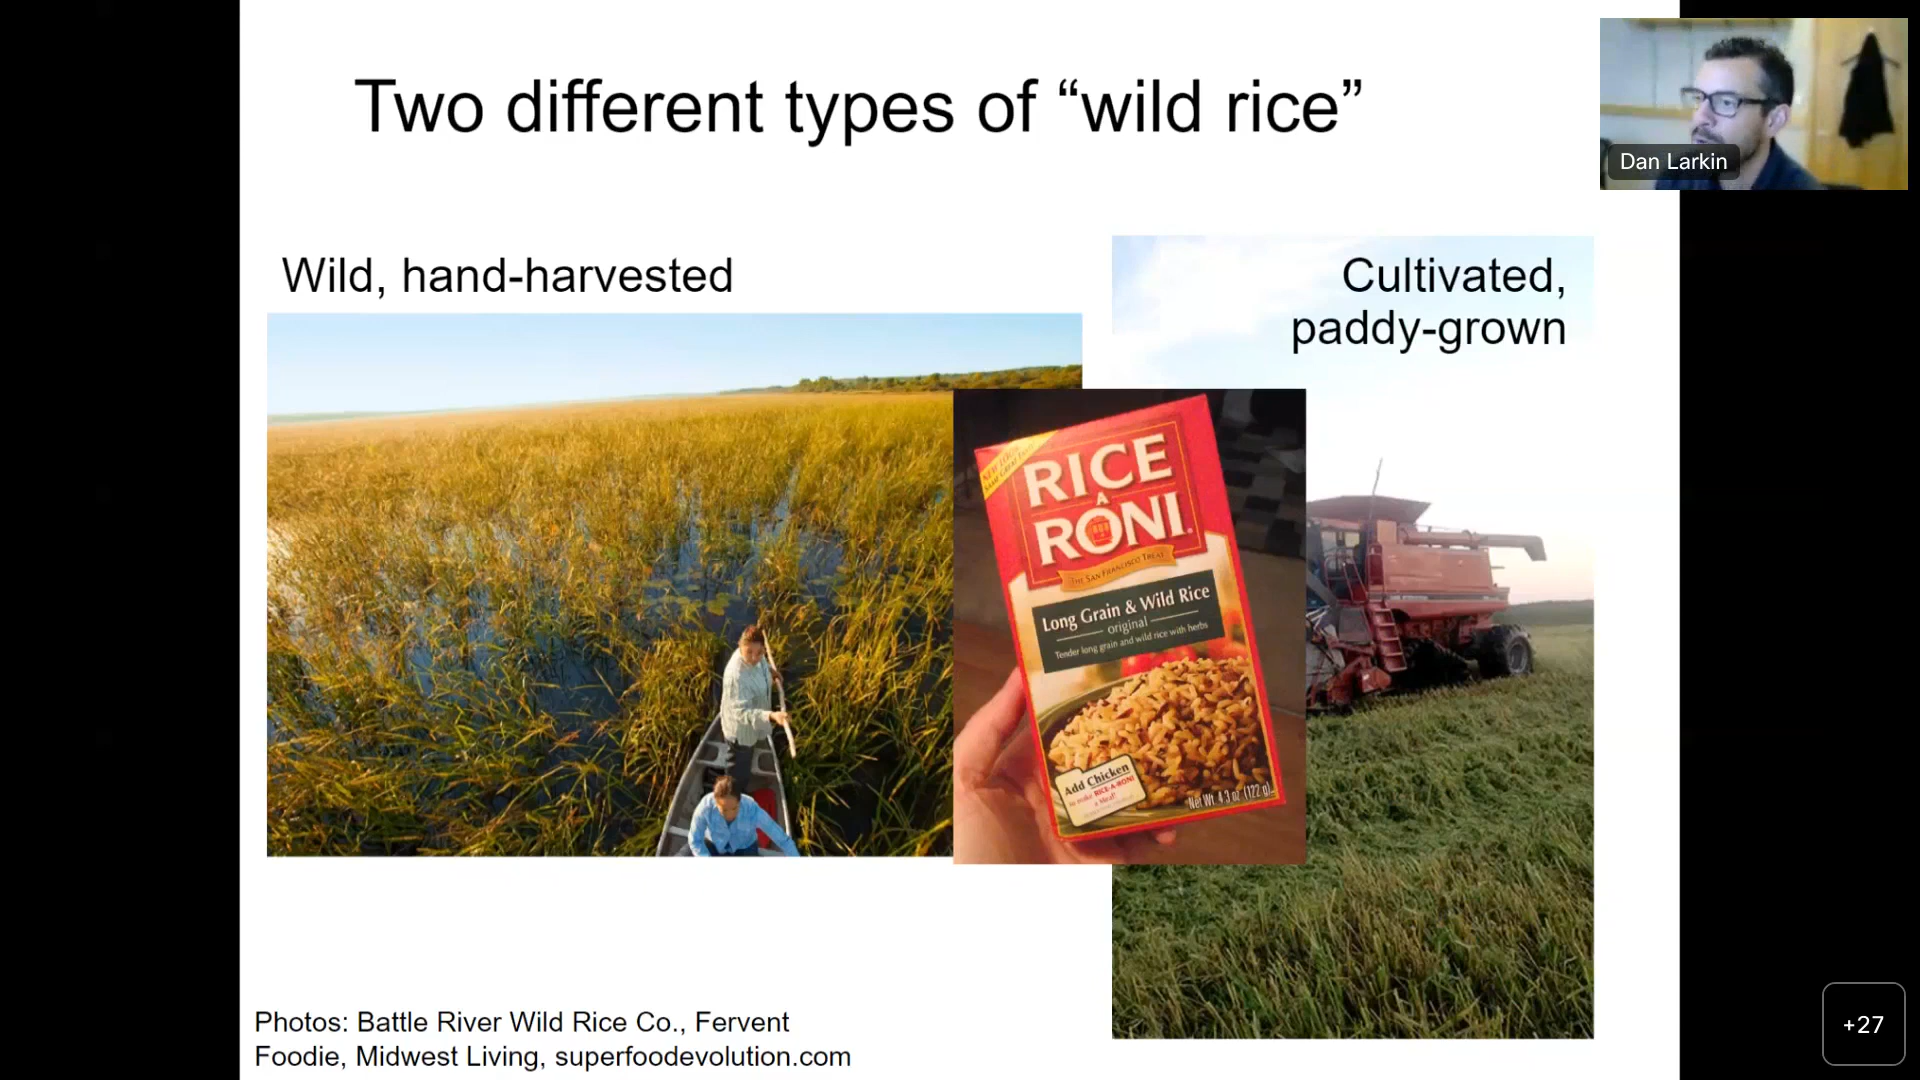 Two different types of “wild rice”
Dan Larkin
Wild, hand-harvested
Cultivated,
paddy-grown
NEW LOOK
RICE
A
RONI®
THE SAN FRANCISCO TREAT
Long Grain & Wild Rice
original
Tender long grain and wild rice with herbs
Add Chicken
to make RICE-A-RONI
a Meal!
Net Wt. 4.3 oz. (122 g)
Photos: Battle River Wild Rice Co., Fervent
Foodie, Midwest Living, superfoodevolution.com
+27